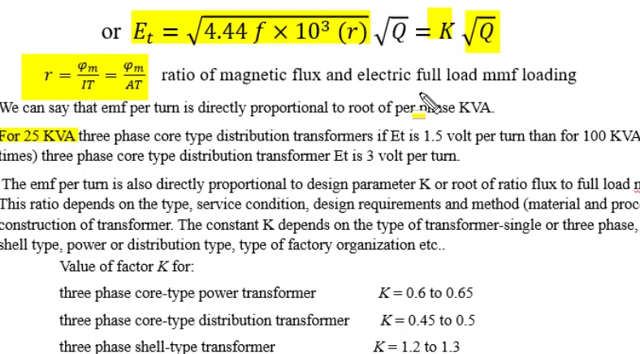 or E_t = √(4.44 f × 10³ (r)) √Q = K √Q
r = φ_m/IT = φ_m/AT ratio of magnetic flux and electric full load mmf loading
We can say that emf per turn is directly proportional to root of per phase KVA.
For 25 KVA three phase core type distribution transformers if Et is 1.5 volt per turn than for 100 KVA
times) three phase core type distribution transformer Et is 3 volt per turn.
The emf per turn is also directly proportional to design parameter K or root of ratio flux to full load m
This ratio depends on the type, service condition, design requirements and method (material and proc
construction of transformer. The constant K depends on the type of transformer-single or three phase,
shell type, power or distribution type, type of factory organization etc..
Value of factor K for:
three phase core-type power transformer K = 0.6 to 0.65
three phase core-type distribution transformer K = 0.45 to 0.5
three phase shell-type transformer K = 1.2 to 1.3